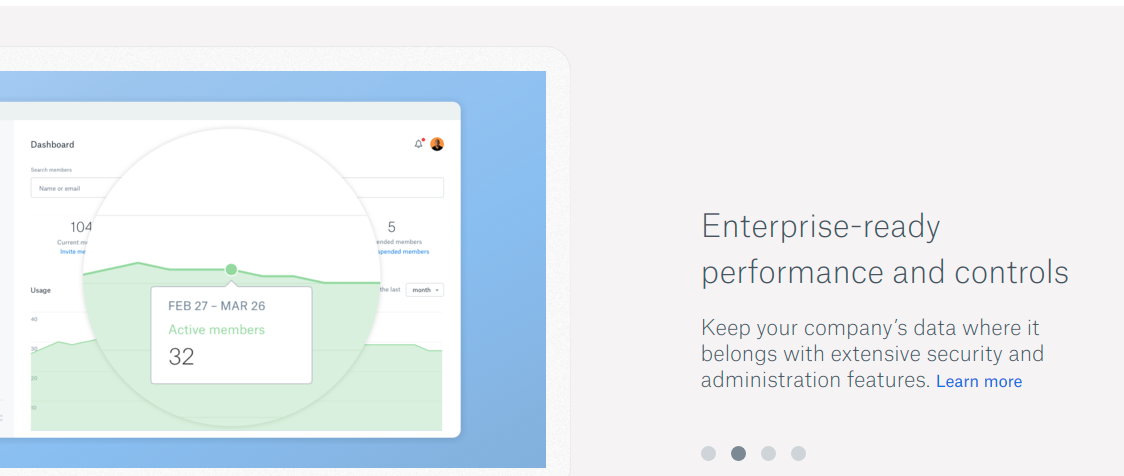 Dashboard
Search members
Name or email
104
5
Current
ended members
Invite
spended members
Usage
the last
month
40
30
20
10
FEB 27 – MAR 26
Active members
32
Enterprise-ready
performance and controls
Keep your company’s data where it
belongs with extensive security and
administration features. Learn more